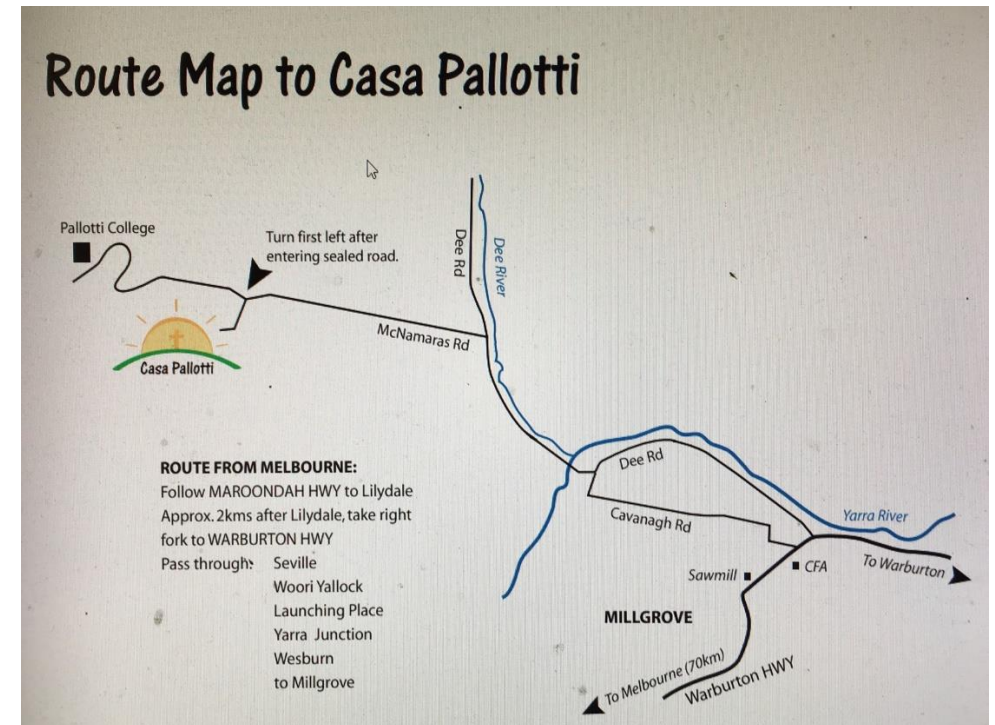 Route Map to Casa Pallotti
Pallotti College
Turn first left after
entering sealed road.
Dee Rd
Dee River
McNamaras Rd
Casa Pallotti
ROUTE FROM MELBOURNE:
Follow MAROONDAH HWY to Lilydale
Approx. 2kms after Lilydale, take right
fork to WARBURTON HWY
Pass through: Seville
Woori Yallock
Launching Place
Yarra Junction
Wesburn
to Millgrove
Dee Rd
Cavanagh Rd
Yarra River
Sawmill
CFA
To Warburton
MILLGROVE
To Melbourne (70km)
Warburton HWY